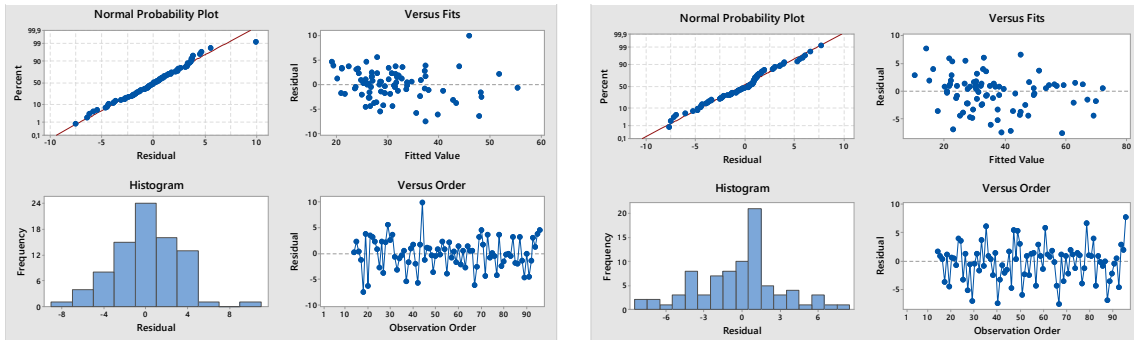 Normal Probability Plot
99,9
99
90
50
10
1
0,1
Percent
-10 -5 0 5 10
Residual
Versus Fits
10
5
0
-5
-10
Residual
20 30 40 50 60
Fitted Value
Histogram
24
18
12
6
0
Frequency
-8 -4 0 4 8
Residual
Versus Order
10
5
0
-5
-10
Residual
1 10 20 30 40 50 60 70 80 90
Observation Order
Normal Probability Plot
99,9
99
90
50
10
1
0,1
Percent
-10 -5 0 5 10
Residual
Versus Fits
10
5
0
-5
Residual
20 40 60 80
Fitted Value
Histogram
20
15
10
5
0
Frequency
-6 -3 0 3 6
Residual
Versus Order
5
0
-5
Residual
1 10 20 30 40 50 60 70 80 90
Observation Order